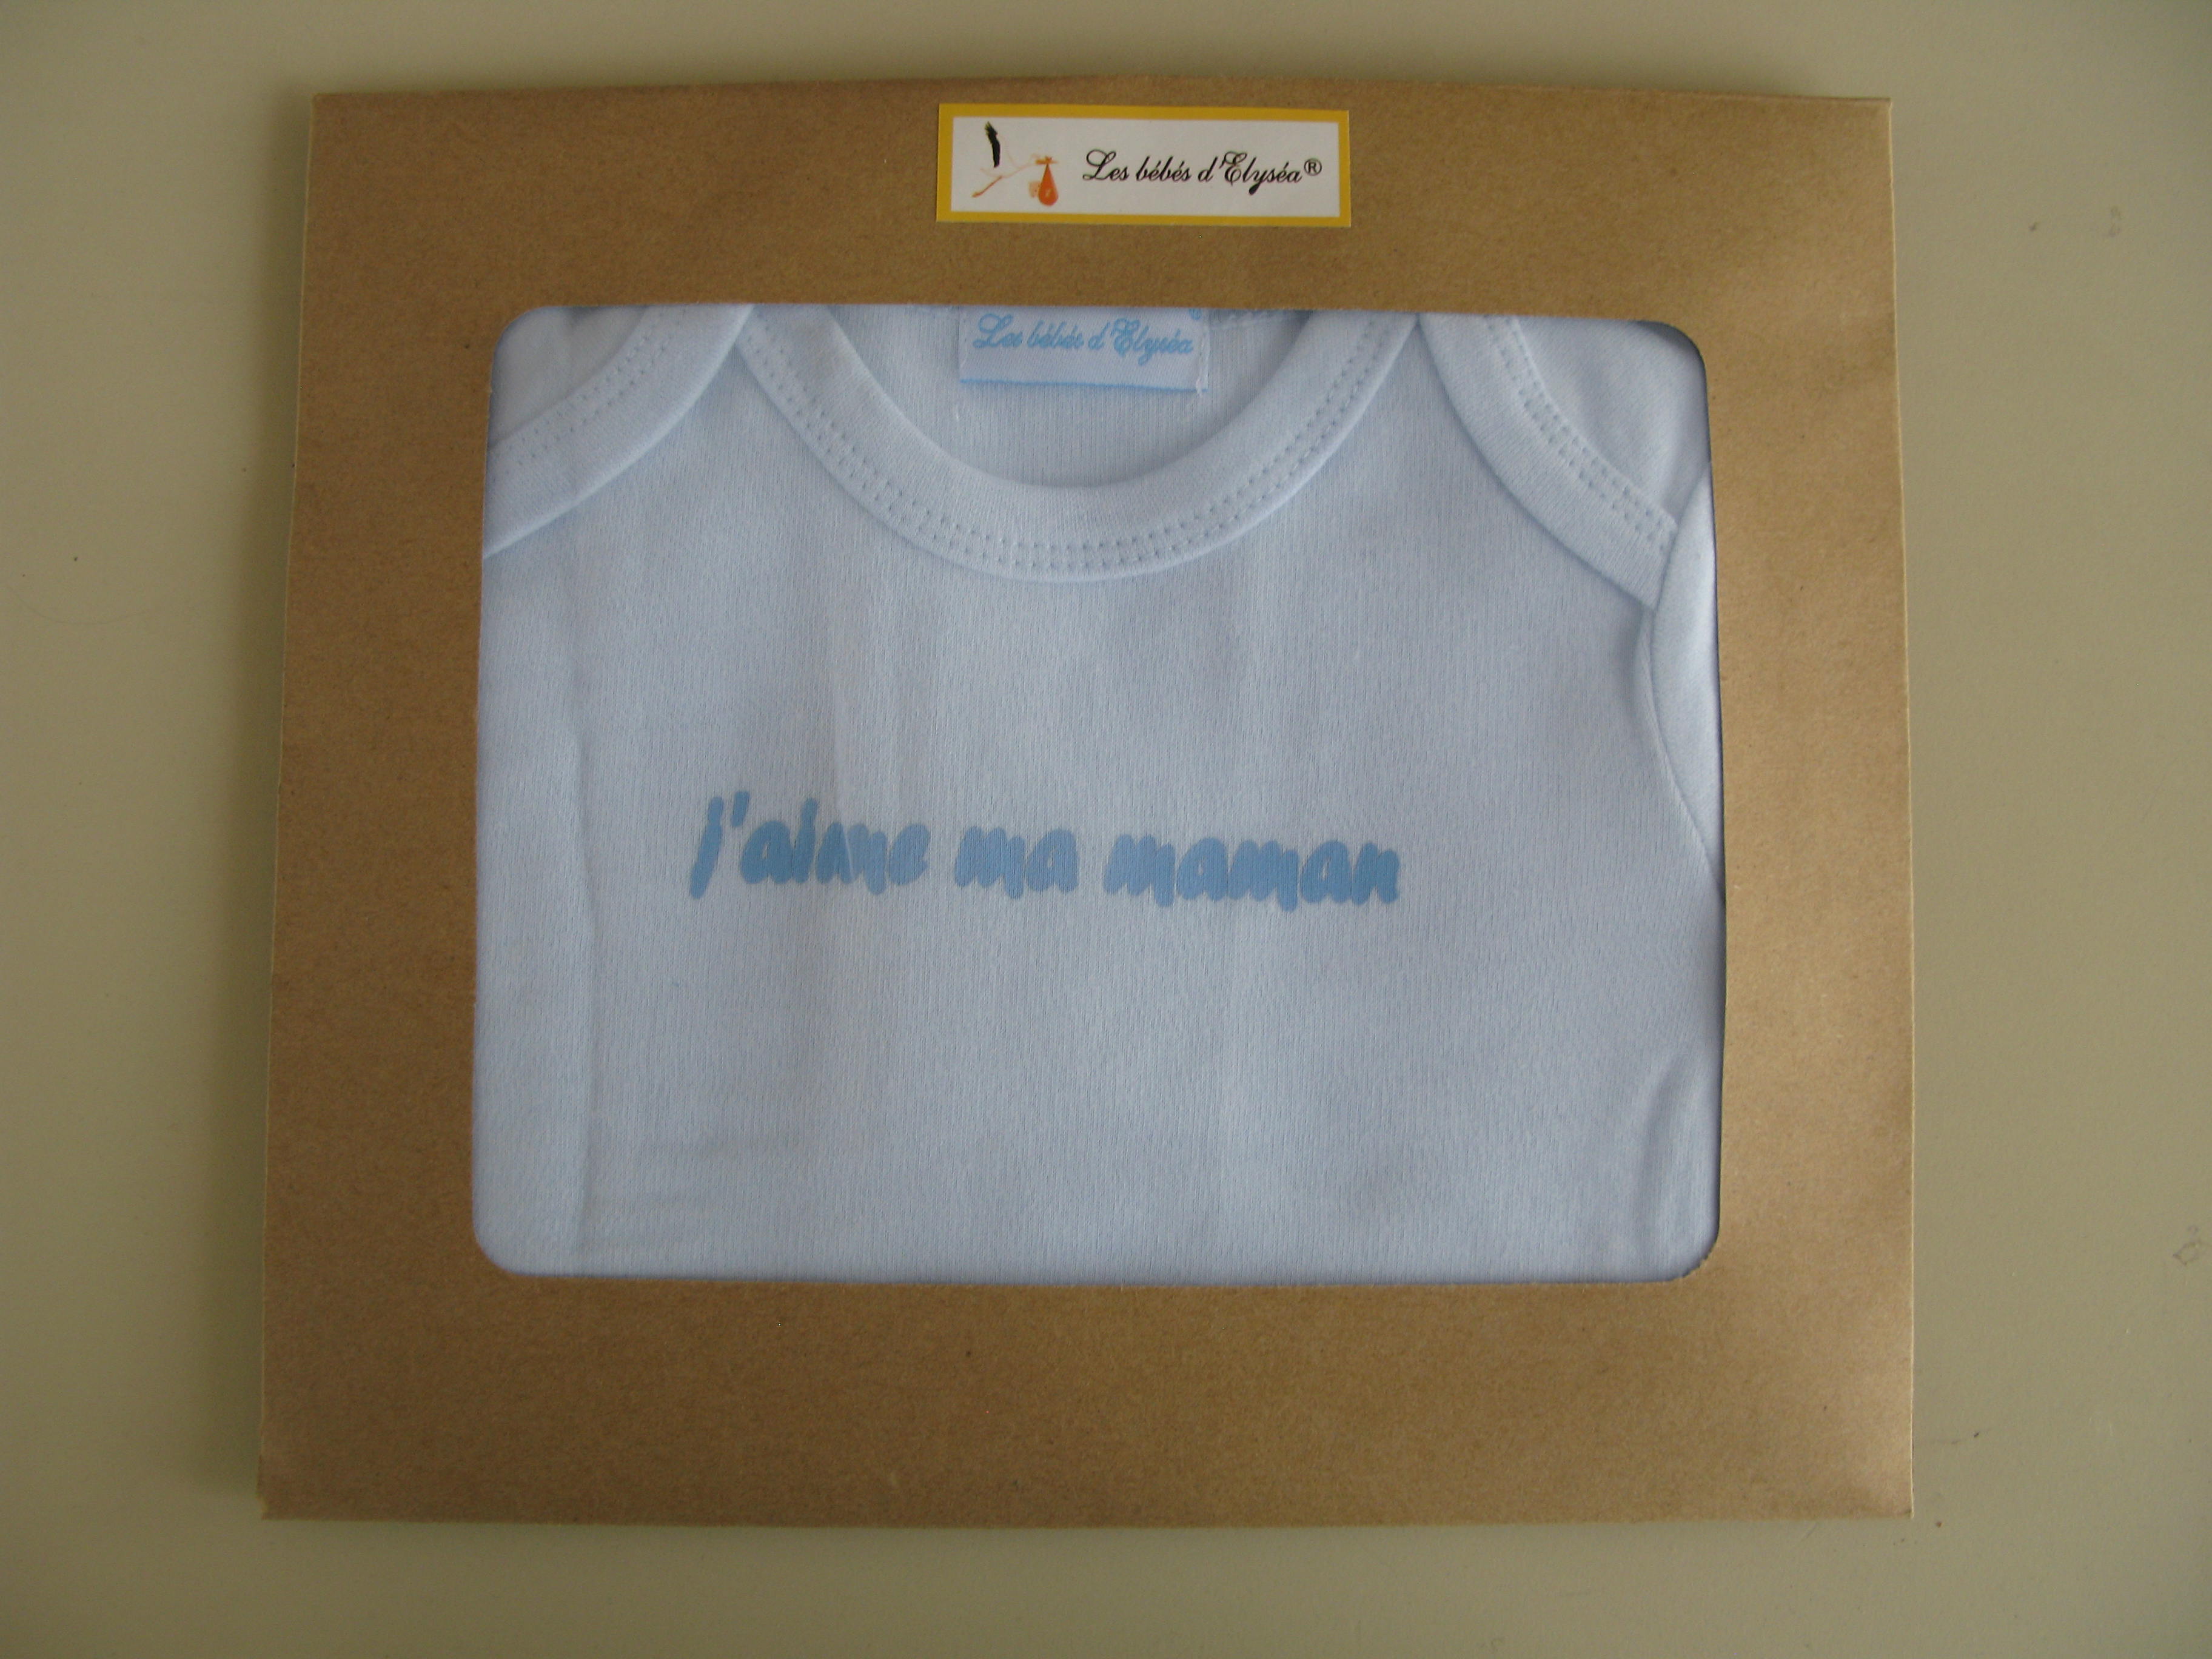 Les bébés d'Elyséa®
Les bébés d'Elyséa
j'aime ma maman